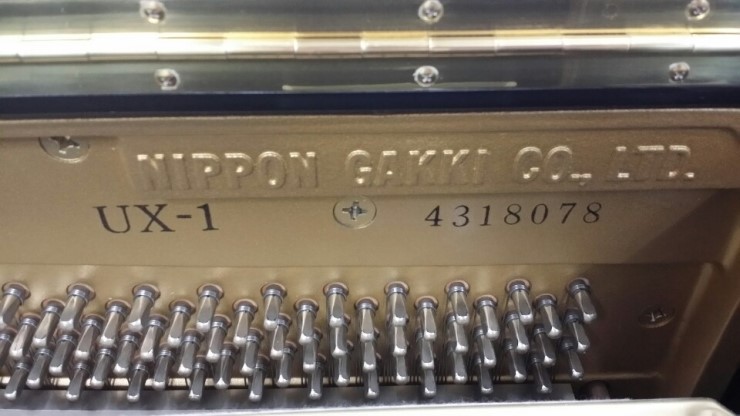 NIPPON GAKKI CO., LTD.
UX-1 4318078